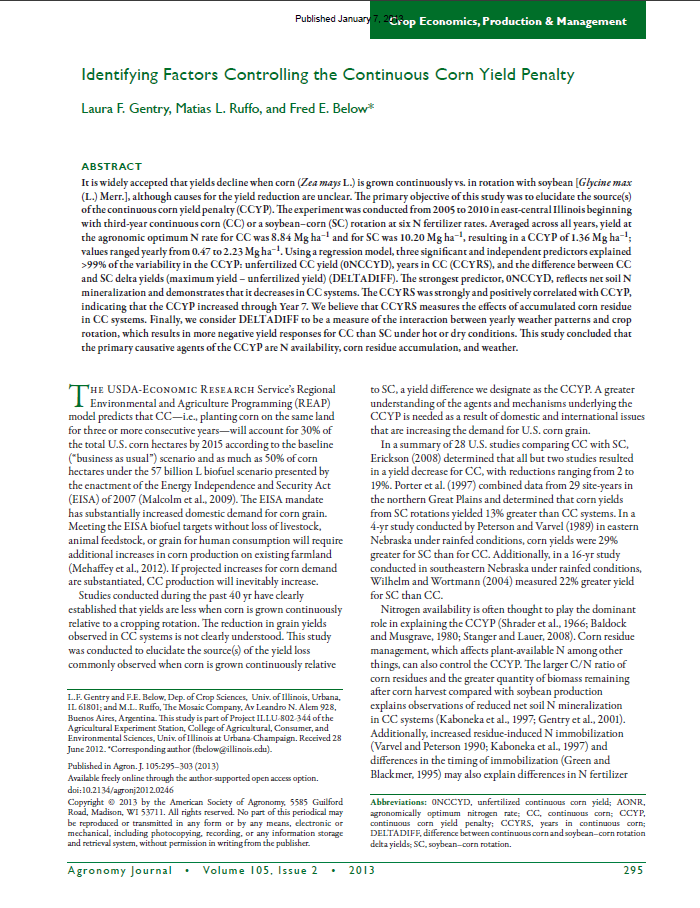 Published January 7, 2013
Crop Economics, Production & Management
Identifying Factors Controlling the Continuous Corn Yield Penalty
Laura F. Gentry, Matias L. Ruffo, and Fred E. Below*
ABSTRACT
It is widely accepted that yields decline when corn (Zea mays L.) is grown continuously vs. in rotation with soybean [Glycine max
(L.) Merr.], although causes for the yield reduction are unclear. The primary objective of this study was to elucidate the source(s)
of the continuous corn yield penalty (CCYP). The experiment was conducted from 2005 to 2010 in east-central Illinois beginning
with third-year continuous corn (CC) or a soybean–corn (SC) rotation at six N fertilizer rates. Averaged across all years, yield at
the agronomic optimum N rate for CC was 8.84 Mg ha⁻¹ and for SC was 10.20 Mg ha⁻¹, resulting in a CCYP of 1.36 Mg ha⁻¹;
values ranged yearly from 0.47 to 2.23 Mg ha⁻¹. Using a regression model, three significant and independent predictors explained
>99% of the variability in the CCYP: unfertilized CC yield (0NCCYD), years in CC (CCYRS), and the difference between CC
and SC delta yields (maximum yield – unfertilized yield) (DELTADIFF). The strongest predictor, 0NCCYD, reflects net soil N
mineralization and demonstrates that it decreases in CC systems. The CCYRS was strongly and positively correlated with CCYP,
indicating that the CCYP increased through Year 7. We believe that CCYRS measures the effects of accumulated corn residue
in CC systems. Finally, we consider DELTADIFF to be a measure of the interaction between yearly weather patterns and crop
rotation, which results in more negative yield responses for CC than SC under hot or dry conditions. This study concluded that
the primary causative agents of the CCYP are N availability, corn residue accumulation, and weather.
The USDA-Economic Research Service's Regional
Environmental and Agriculture Programming (REAP)
model predicts that CC—i.e., planting corn on the same land
for three or more consecutive years—will account for 30% of
the total U.S. corn hectares by 2015 according to the baseline
("business as usual") scenario and as much as 50% of corn
hectares under the 57 billion L biofuel scenario presented by
the enactment of the Energy Independence and Security Act
(EISA) of 2007 (Malcolm et al., 2009). The EISA mandate
has substantially increased domestic demand for corn grain.
Meeting the EISA biofuel targets without loss of livestock,
animal feedstock, or grain for human consumption will require
additional increases in corn production on existing farmland
(Mehaffey et al., 2012). If projected increases for corn demand
are substantiated, CC production will inevitably increase.
Studies conducted during the past 40 yr have clearly
established that yields are less when corn is grown continuously
relative to a cropping rotation. The reduction in grain yields
observed in CC systems is not clearly understood. This study
was conducted to elucidate the source(s) of the yield loss
commonly observed when corn is grown continuously relative
L.F. Gentry and F.E. Below, Dep. of Crop Sciences, Univ. of Illinois, Urbana,
IL 61801; and M.L. Ruffo, The Mosaic Company, Av Leandro N. Alem 928,
Buenos Aires, Argentina. This study is part of Project ILLU-802-344 of the
Agricultural Experiment Station, College of Agricultural, Consumer, and
Environmental Sciences, Univ. of Illinois at Urbana-Champaign. Received 28
June 2012. *Corresponding author (fbelow@illinois.edu).
Published in Agron. J. 105:295–303 (2013)
Available freely online through the author-supported open access option.
doi:10.2134/agronj2012.0246
Copyright © 2013 by the American Society of Agronomy, 5585 Guilford
Road, Madison, WI 53711. All rights reserved. No part of this periodical may
be reproduced or transmitted in any form or by any means, electronic or
mechanical, including photocopying, recording, or any information storage
and retrieval system, without permission in writing from the publisher.
to SC, a yield difference we designate as the CCYP. A greater
understanding of the agents and mechanisms underlying the
CCYP is needed as a result of domestic and international issues
that are increasing the demand for U.S. corn grain.
In a summary of 28 U.S. studies comparing CC with SC,
Erickson (2008) determined that all but two studies resulted
in a yield decrease for CC, with reductions ranging from 2 to
19%. Porter et al. (1997) combined data from 29 site-years in
the northern Great Plains and determined that corn yields
from SC rotations yielded 13% greater than CC systems. In a
4-yr study conducted by Peterson and Varvel (1989) in eastern
Nebraska under rainfed conditions, corn yields were 29%
greater for SC than for CC. Additionally, in a 16-yr study
conducted in southeastern Nebraska under rainfed conditions,
Wilhelm and Wortmann (2004) measured 22% greater yield
for SC than CC.
Nitrogen availability is often thought to play the dominant
role in explaining the CCYP (Shrader et al., 1966; Baldock
and Musgrave, 1980; Stanger and Lauer, 2008). Corn residue
management, which affects plant-available N among other
things, can also control the CCYP. The larger C/N ratio of
corn residues and the greater quantity of biomass remaining
after corn harvest compared with soybean production
explains observations of reduced net soil N mineralization
in CC systems (Kaboneka et al., 1997; Gentry et al., 2001).
Additionally, increased residue-induced N immobilization
(Varvel and Peterson 1990; Kaboneka et al., 1997) and
differences in the timing of immobilization (Green and
Blackmer, 1995) may also explain differences in N fertilizer
Abbreviations: 0NCCYD, unfertilized continuous corn yield; AONR,
agronomically optimum nitrogen rate; CC, continuous corn; CCYP,
continuous corn yield penalty; CCYRS, years in continuous corn;
DELTADIFF, difference between continuous corn and soybean–corn rotation
delta yields; SC, soybean–corn rotation.
Agronomy Journal • Volume 105, Issue 2 • 2013
295